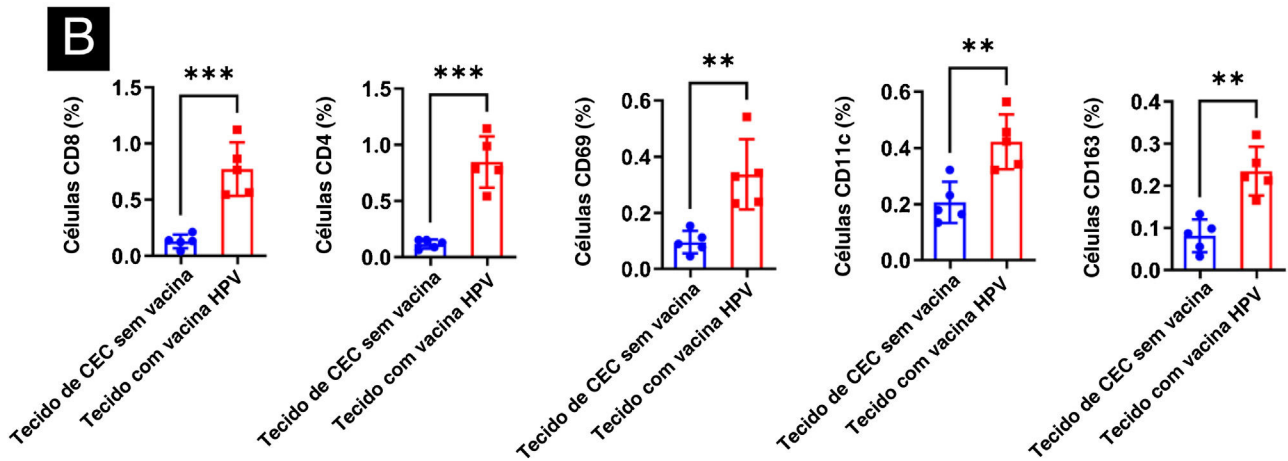 B
Células CD8 (%)
***
1.5
1.0
0.5
0.0
Tecido de CEC sem vacina
Tecido com vacina HPV
Células CD4 (%)
***
1.5
1.0
0.5
0.0
Tecido de CEC sem vacina
Tecido com vacina HPV
Células CD69 (%)
**
0.6
0.4
0.2
0.0
Tecido de CEC sem vacina
Tecido com vacina HPV
Células CD11c (%)
**
0.6
0.4
0.2
0.0
Tecido de CEC sem vacina
Tecido com vacina HPV
Células CD163 (%)
**
0.4
0.3
0.2
0.1
0.0
Tecido de CEC sem vacina
Tecido com vacina HPV